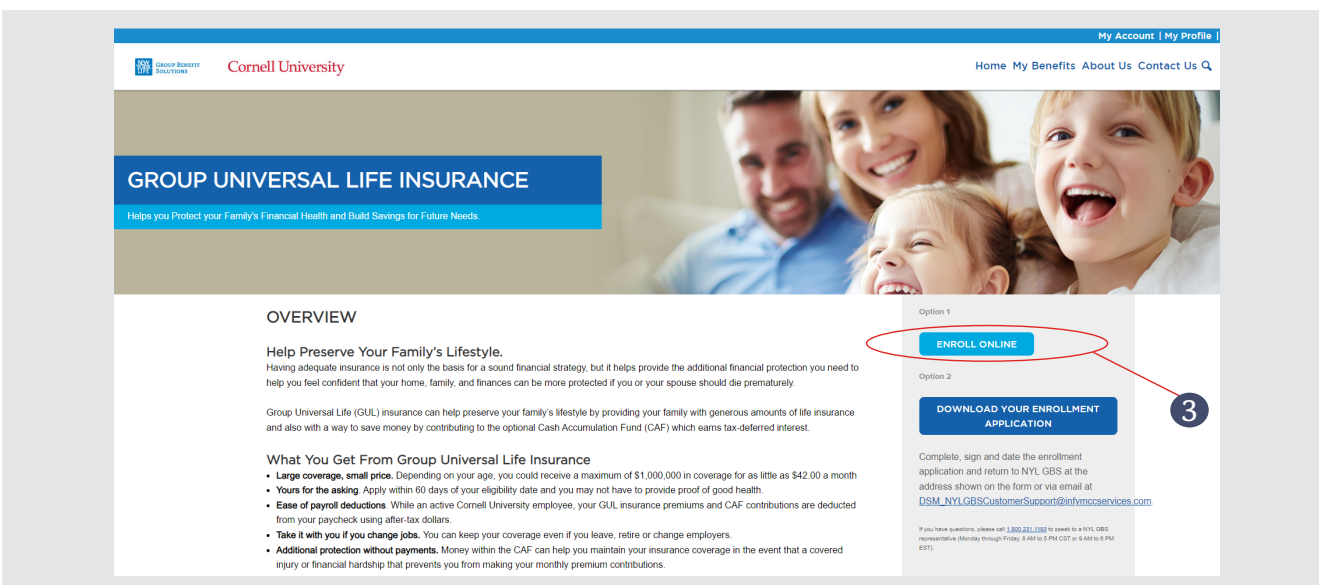 My Account | My Profile |
NEW YORK LIFE
GROUP BENEFIT SOLUTIONS
Cornell University
Home My Benefits About Us Contact Us
GROUP UNIVERSAL LIFE INSURANCE
Helps you Protect your Family's Financial Health and Build Savings for Future Needs.
OVERVIEW
Help Preserve Your Family's Lifestyle.
Having adequate insurance is not only the basis for a sound financial strategy, but it helps provide the additional financial protection you need to
help you feel confident that your home, family, and finances can be more protected if you or your spouse should die prematurely.
Group Universal Life (GUL) insurance can help preserve your family's lifestyle by providing your family with generous amounts of life insurance
and also with a way to save money by contributing to the optional Cash Accumulation Fund (CAF) which earns tax-deferred interest.
What You Get From Group Universal Life Insurance
• Large coverage, small price. Depending on your age, you could receive a maximum of $1,000,000 in coverage for as little as $42.00 a month
• Yours for the asking. Apply within 60 days of your eligibility date and you may not have to provide proof of good health.
• Ease of payroll deductions. While an active Cornell University employee, your GUL insurance premiums and CAF contributions are deducted
from your paycheck using after-tax dollars.
• Take it with you if you change jobs. You can keep your coverage even if you leave, retire or change employers.
• Additional protection without payments. Money within the CAF can help you maintain your insurance coverage in the event that a covered
injury or financial hardship that prevents you from making your monthly premium contributions.
Option 1
ENROLL ONLINE
Option 2
DOWNLOAD YOUR ENROLLMENT
APPLICATION
3
Complete, sign and date the enrollment
application and return to NYL GBS at the
address shown on the form or via email at
DSM_NYLGBSCustomerSupport@infymccservices.com.
If you have questions, please call 1.800.231.1193 to speak to a NYL GBS
representative (Monday through Friday, 8 AM to 5 PM CST or 9 AM to 6 PM
EST).